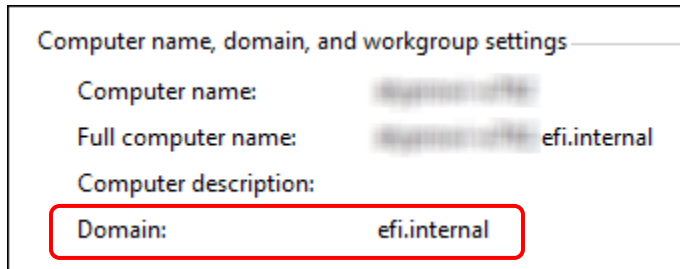 Computer name, domain, and workgroup settings
Computer name:
Full computer name: efi.internal
Computer description:
Domain: efi.internal